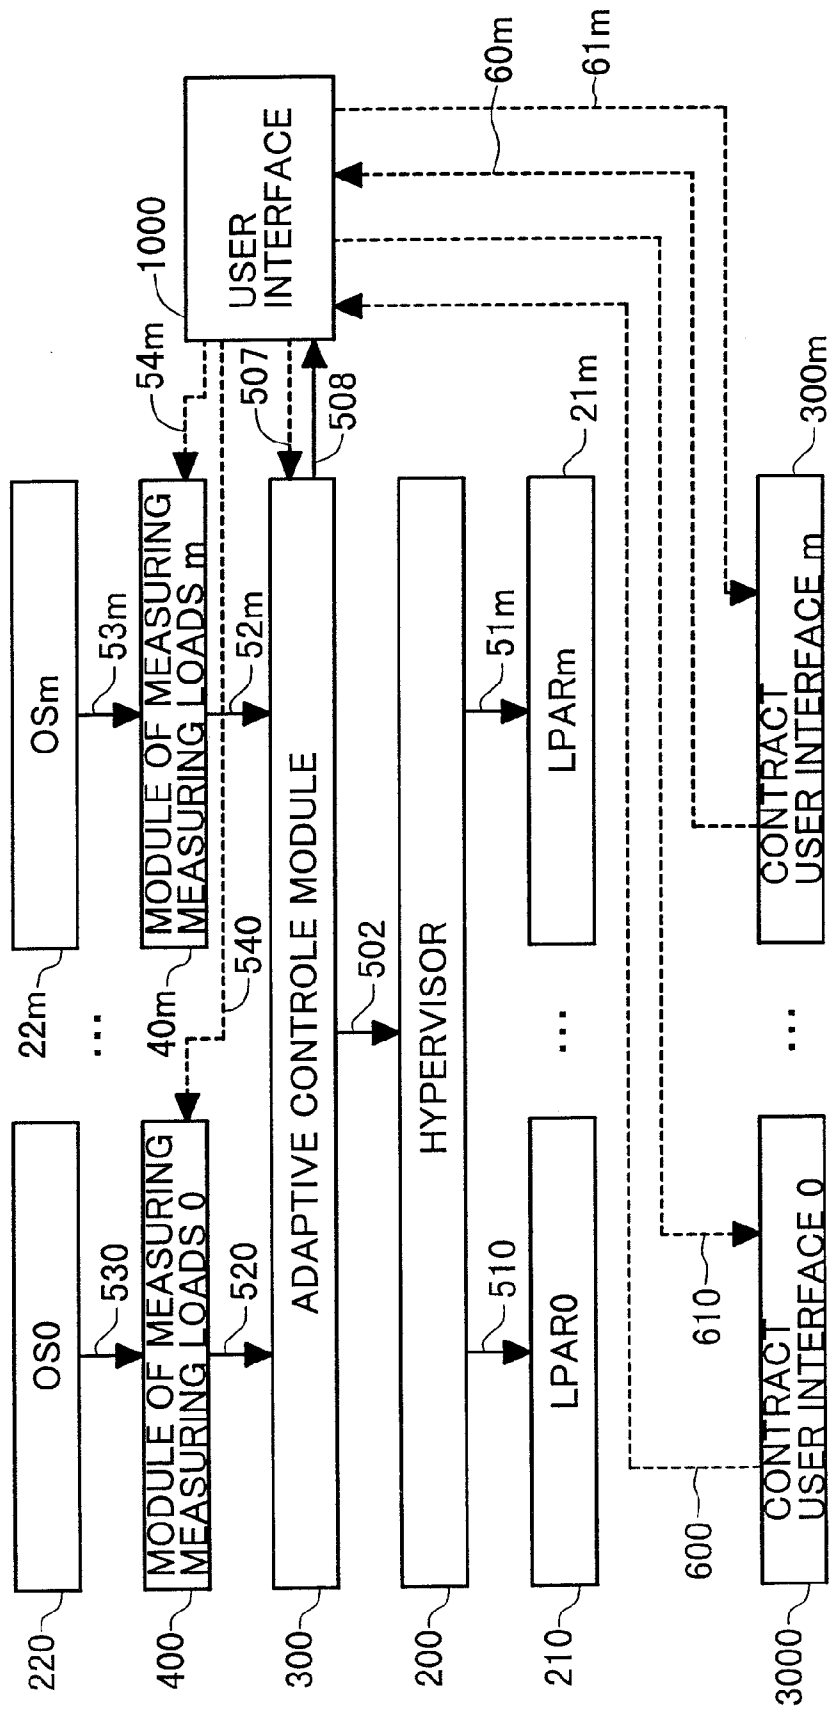 220
OS0
22m
OSm
530
53m
400
MODULE OF MEASURING
MEASURING LOADS 0
...
40m
MODULE OF MEASURING
MEASURING LOADS m
54m
1000
USER
INTERFACE
520
540
52m
507
508
300
ADAPTIVE CONTROLE MODULE
502
200
HYPERVISOR
510
51m
210
LPAR0
...
LPARm
21m
60m
61m
600
610
3000
CONTRACT
USER INTERFACE 0
...
CONTRACT
USER INTERFACE m
300m